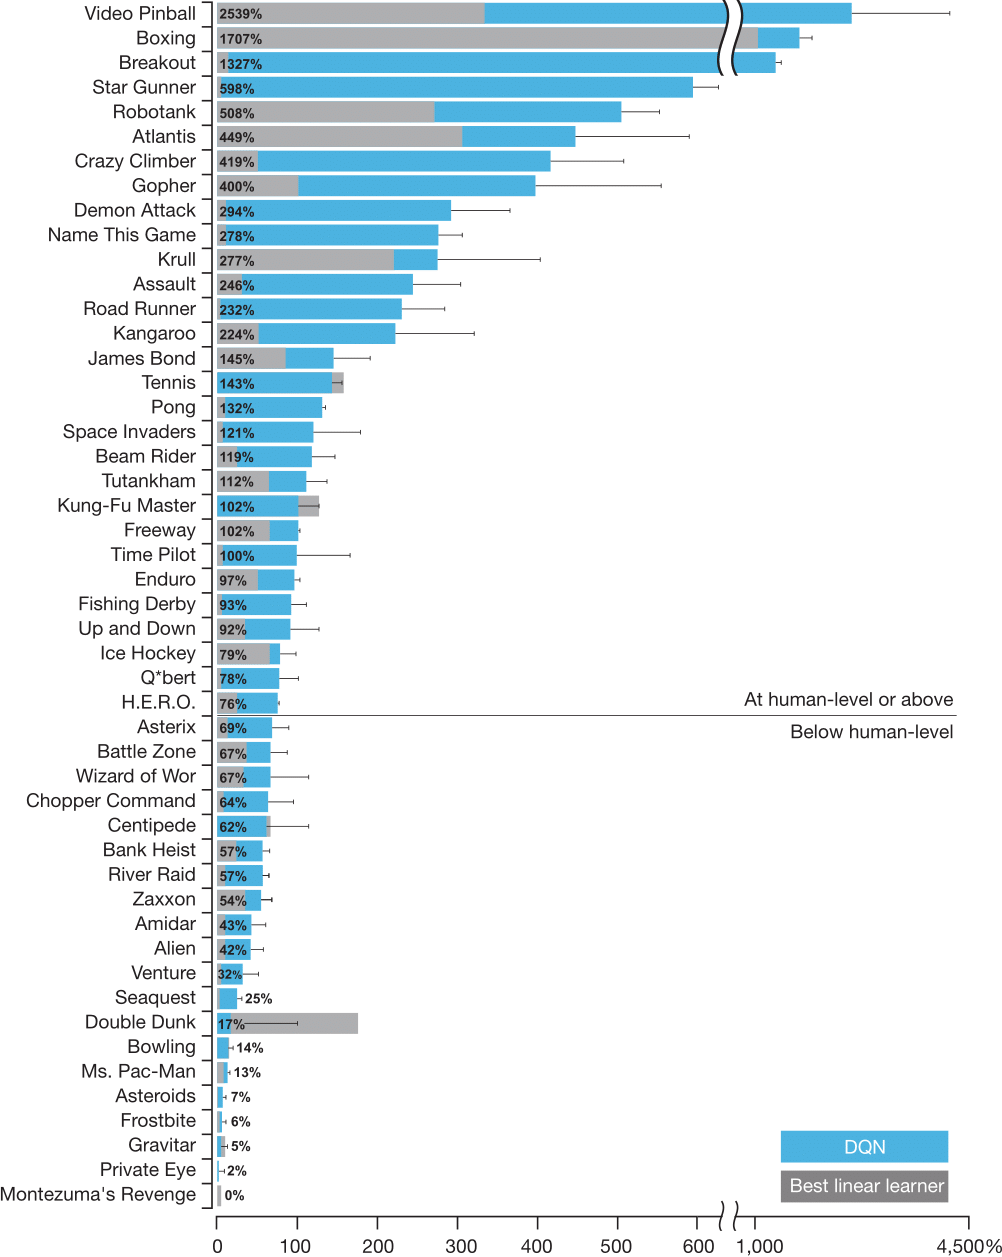 Video Pinball 2539%
Boxing 1707%
Breakout 1327%
Star Gunner 598%
Robotank 508%
Atlantis 449%
Crazy Climber 419%
Gopher 400%
Demon Attack 294%
Name This Game 278%
Krull 277%
Assault 246%
Road Runner 232%
Kangaroo 224%
James Bond 145%
Tennis 143%
Pong 132%
Space Invaders 121%
Beam Rider 119%
Tutankham 112%
Kung-Fu Master 102%
Freeway 102%
Time Pilot 100%
Enduro 97%
Fishing Derby 93%
Up and Down 92%
Ice Hockey 79%
Q*bert 78%
H.E.R.O. 76%
At human-level or above
Asterix 69%
Below human-level
Battle Zone 67%
Wizard of Wor 67%
Chopper Command 64%
Centipede 62%
Bank Heist 57%
River Raid 57%
Zaxxon 54%
Amidar 43%
Alien 42%
Venture 32%
Seaquest 25%
Double Dunk 17%
Bowling 14%
Ms. Pac-Man 13%
Asteroids 7%
Frostbite 6%
Gravitar 5%
Private Eye 2%
Montezuma's Revenge 0%
DQN
Best linear learner
0 100 200 300 400 500 600 1,000 4,500%